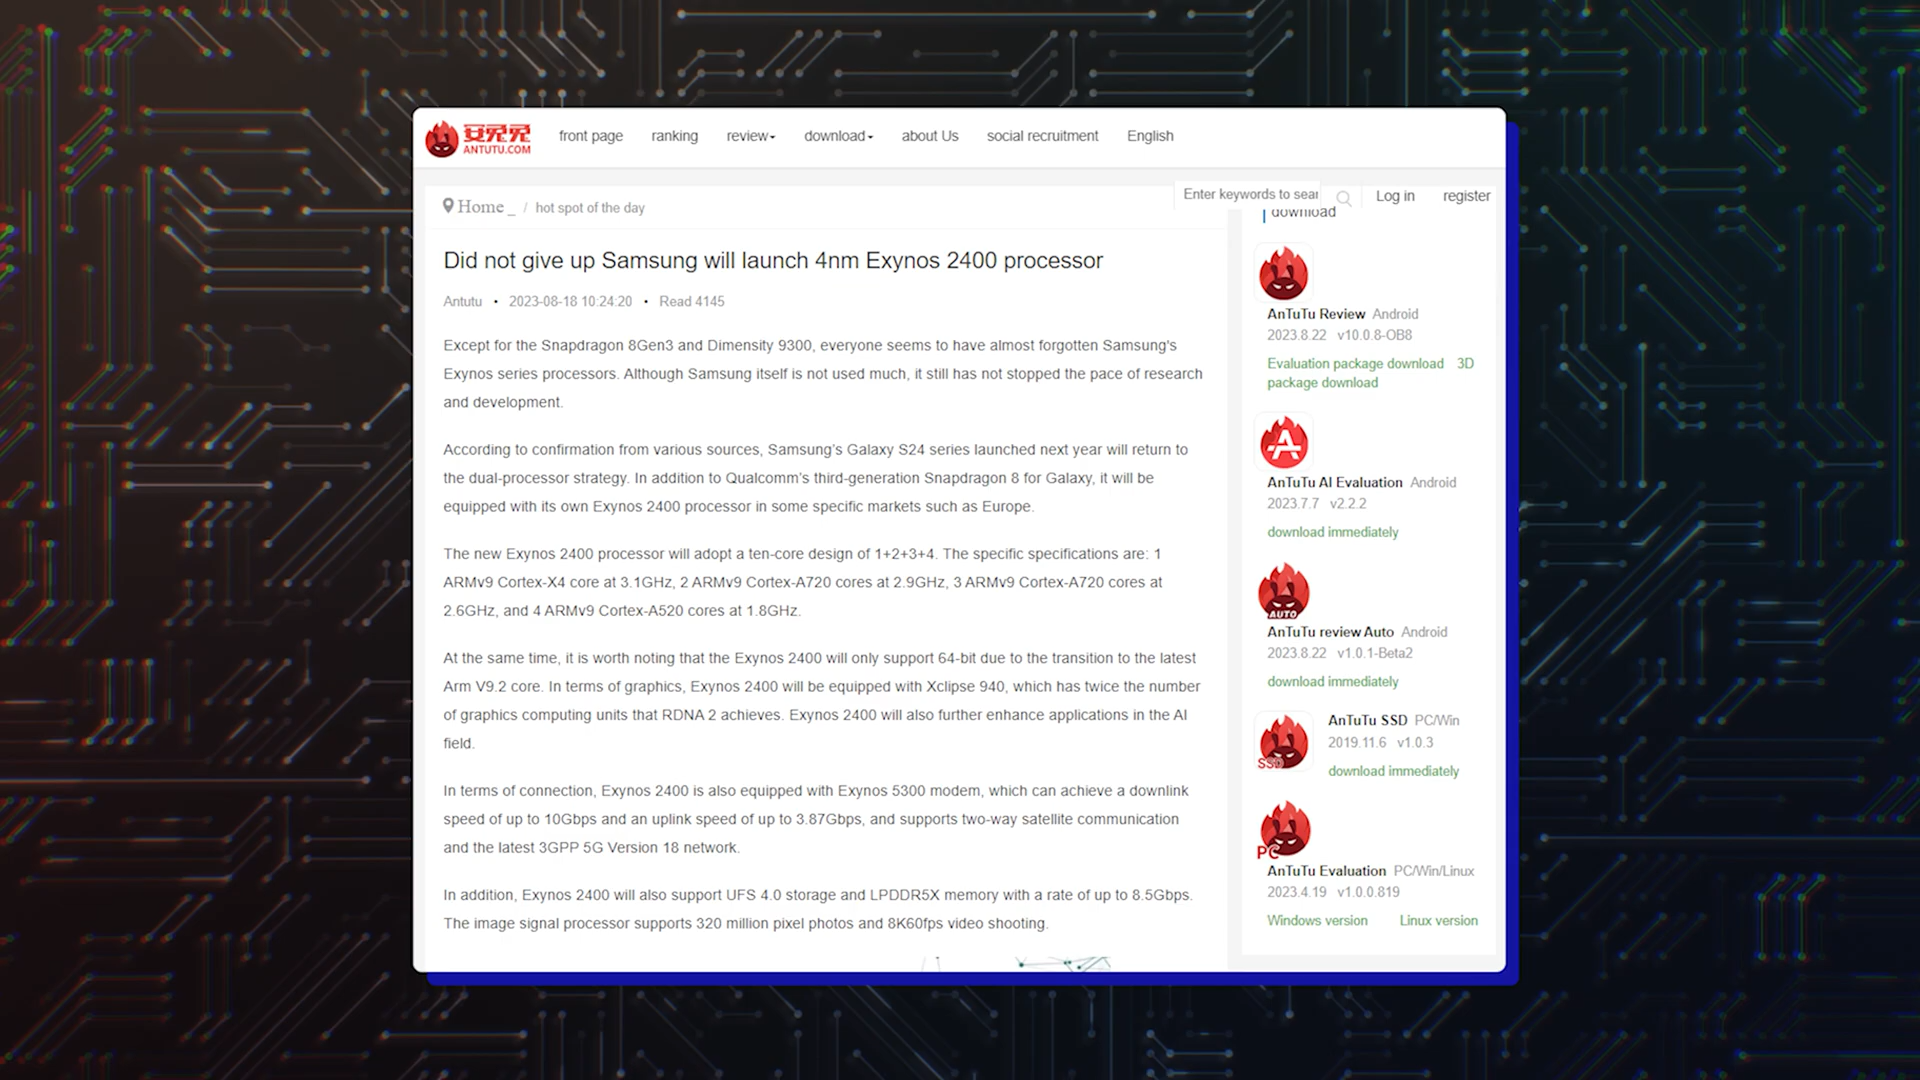 安兔兔
ANTUTU.COM
front page
ranking
review
download
about Us
social recruitment
English
Enter keywords to sear
Log in
register
Home_ / hot spot of the day
Did not give up Samsung will launch 4nm Exynos 2400 processor
Antutu • 2023-08-18 10:24:20 • Read 4145
Except for the Snapdragon 8Gen3 and Dimensity 9300, everyone seems to have almost forgotten Samsung's
Exynos series processors. Although Samsung itself is not used much, it still has not stopped the pace of research
and development.
According to confirmation from various sources, Samsung's Galaxy S24 series launched next year will return to
the dual-processor strategy. In addition to Qualcomm's third-generation Snapdragon 8 for Galaxy, it will be
equipped with its own Exynos 2400 processor in some specific markets such as Europe.
The new Exynos 2400 processor will adopt a ten-core design of 1+2+3+4. The specific specifications are: 1
ARMv9 Cortex-X4 core at 3.1GHz, 2 ARMv9 Cortex-A720 cores at 2.9GHz, 3 ARMv9 Cortex-A720 cores at
2.6GHz, and 4 ARMv9 Cortex-A520 cores at 1.8GHz.
At the same time, it is worth noting that the Exynos 2400 will only support 64-bit due to the transition to the latest
Arm V9.2 core. In terms of graphics, Exynos 2400 will be equipped with Xclipse 940, which has twice the number
of graphics computing units that RDNA 2 achieves. Exynos 2400 will also further enhance applications in the AI
field.
In terms of connection, Exynos 2400 is also equipped with Exynos 5300 modem, which can achieve a downlink
speed of up to 10Gbps and an uplink speed of up to 3.87Gbps, and supports two-way satellite communication
and the latest 3GPP 5G Version 18 network.
In addition, Exynos 2400 will also support UFS 4.0 storage and LPDDR5X memory with a rate of up to 8.5Gbps.
The image signal processor supports 320 million pixel photos and 8K60fps video shooting.
download
AnTuTu Review Android
2023.8.22 v10.0.8-OB8
Evaluation package download 3D
package download
A
AnTuTu AI Evaluation Android
2023.7.7 v2.2.2
download immediately
AUTO
AnTuTu review Auto Android
2023.8.22 v1.0.1-Beta2
download immediately
SSD
AnTuTu SSD PC/Win
2019.11.6 v1.0.3
download immediately
PC
AnTuTu Evaluation PC/Win/Linux
2023.4.19 v1.0.0.819
Windows version Linux version